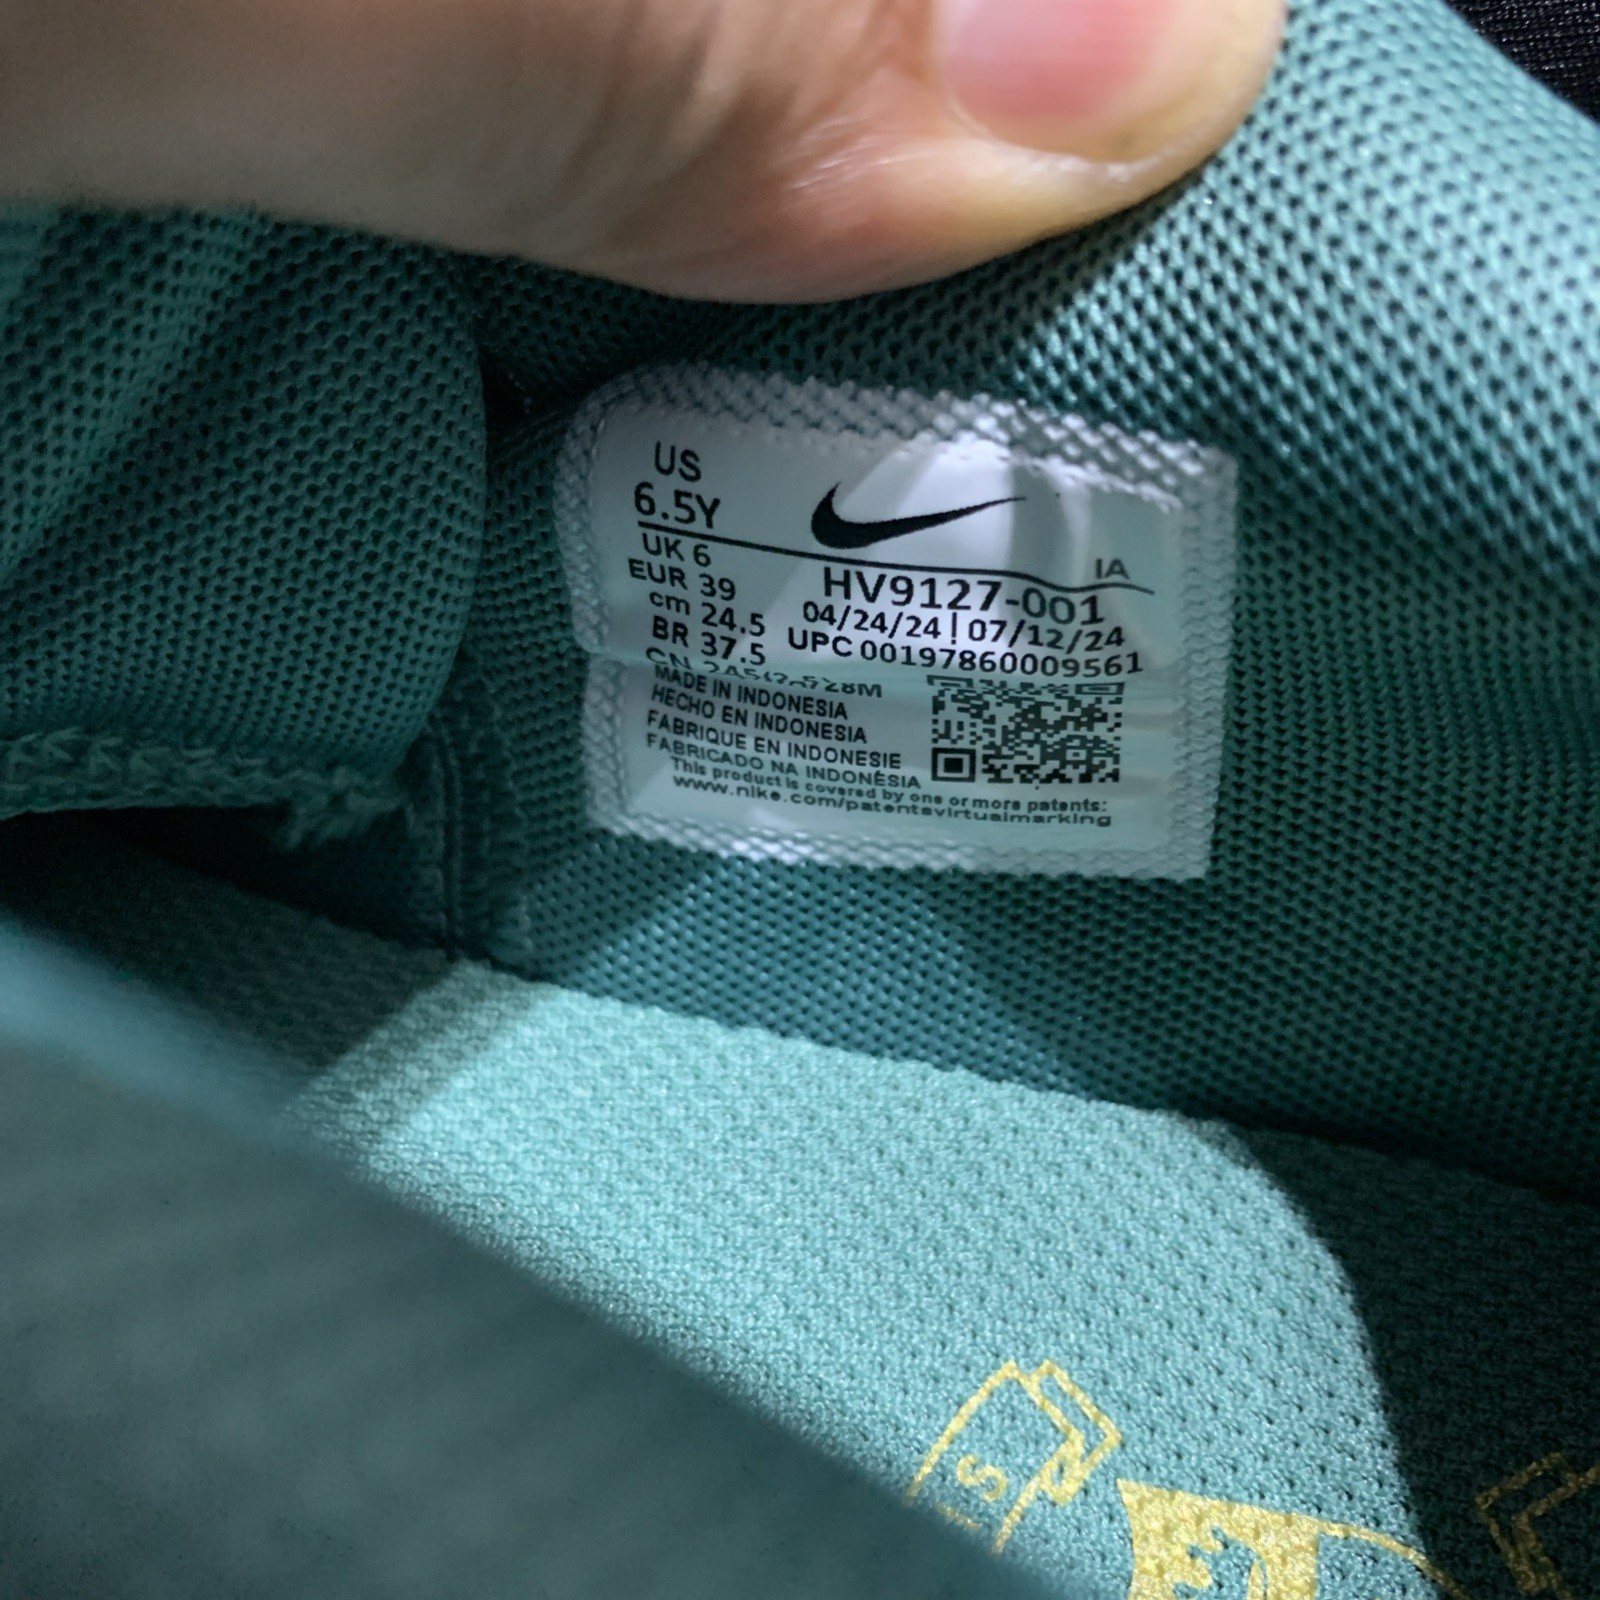 US
6.5Y
IA
UK 6
EUR 39
cm 24.5
BR 37.5
HV9127-001
04/24/24 | 07/12/24
UPC 00197860009561
MADE IN INDONESIA
HECHO EN INDONESIA
FABRIQUE EN INDONESIE
FABRICADO NA INDONÉSIA
This product is covered by one or more patents:
www.nike.com/patentsvirtualmarking